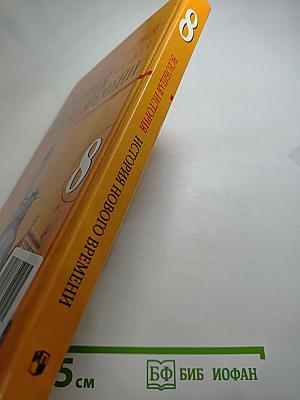 8
ВСЕОБЩАЯ ИСТОРИЯ
ИСТОРИЯ НОВОГО ВРЕМЕНИ
8
5 см
БФ БИБ ИОФАН